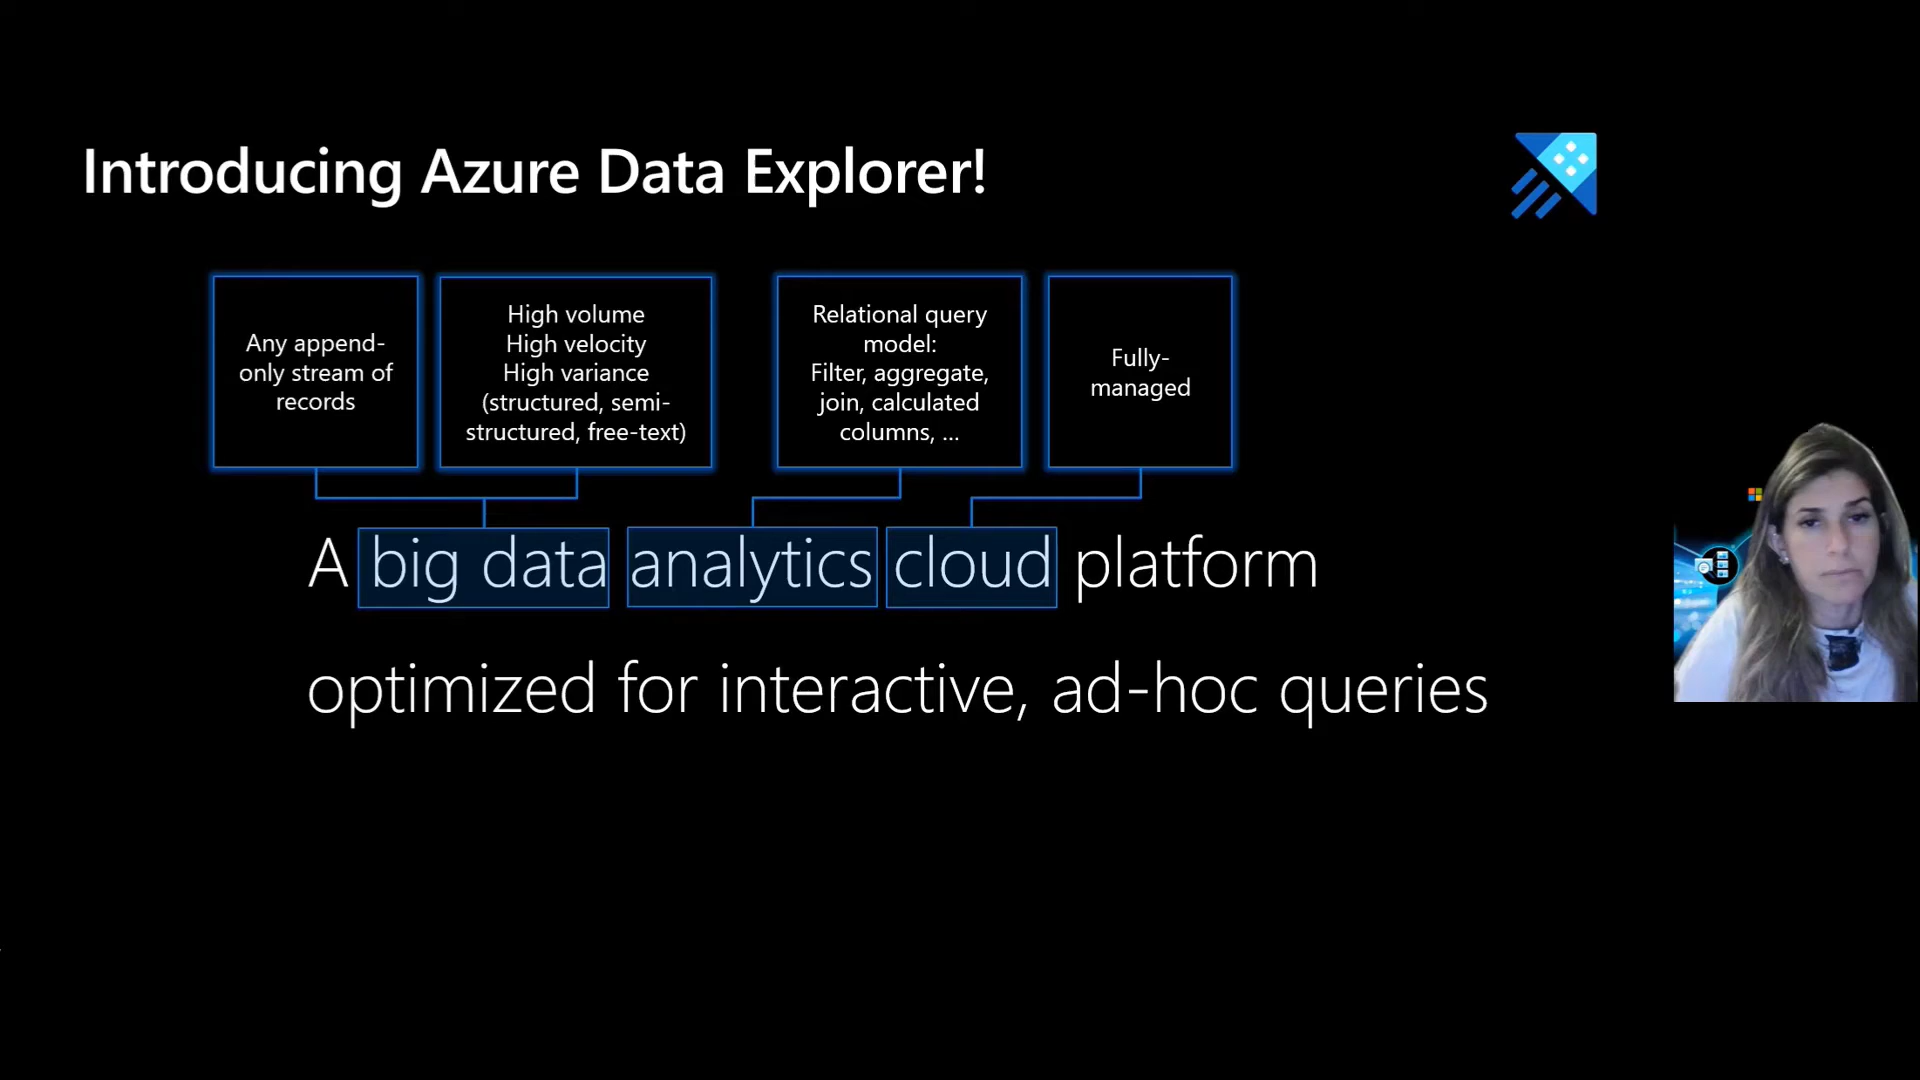 Introducing Azure Data Explorer!
Any append-
only stream of
records
High volume
High velocity
High variance
(structured, semi-
structured, free-text)
Relational query
model:
Filter, aggregate,
join, calculated
columns, ...
Fully-
managed
A big data analytics cloud platform
optimized for interactive, ad-hoc queries